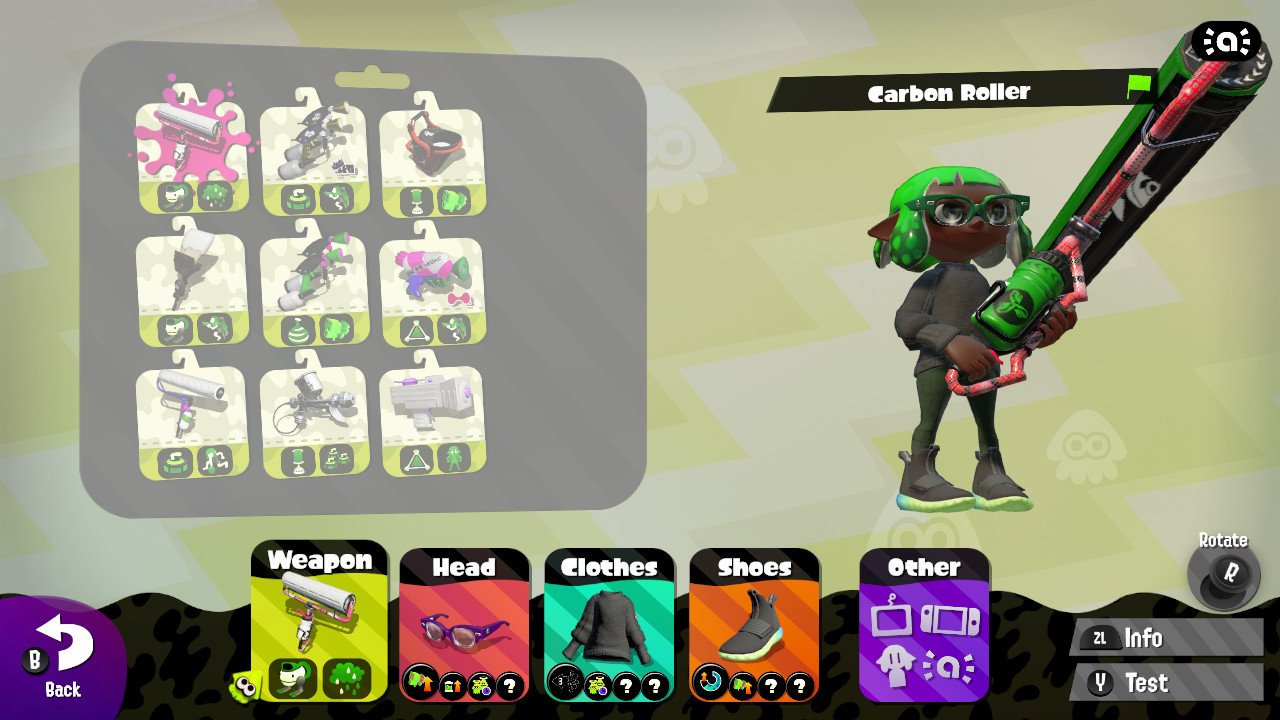 Carbon Roller
Weapon
Head
Clothes
Shoes
Other
?
? ?
? ?
Rotate
R
B
Back
ZL Info
Y Test